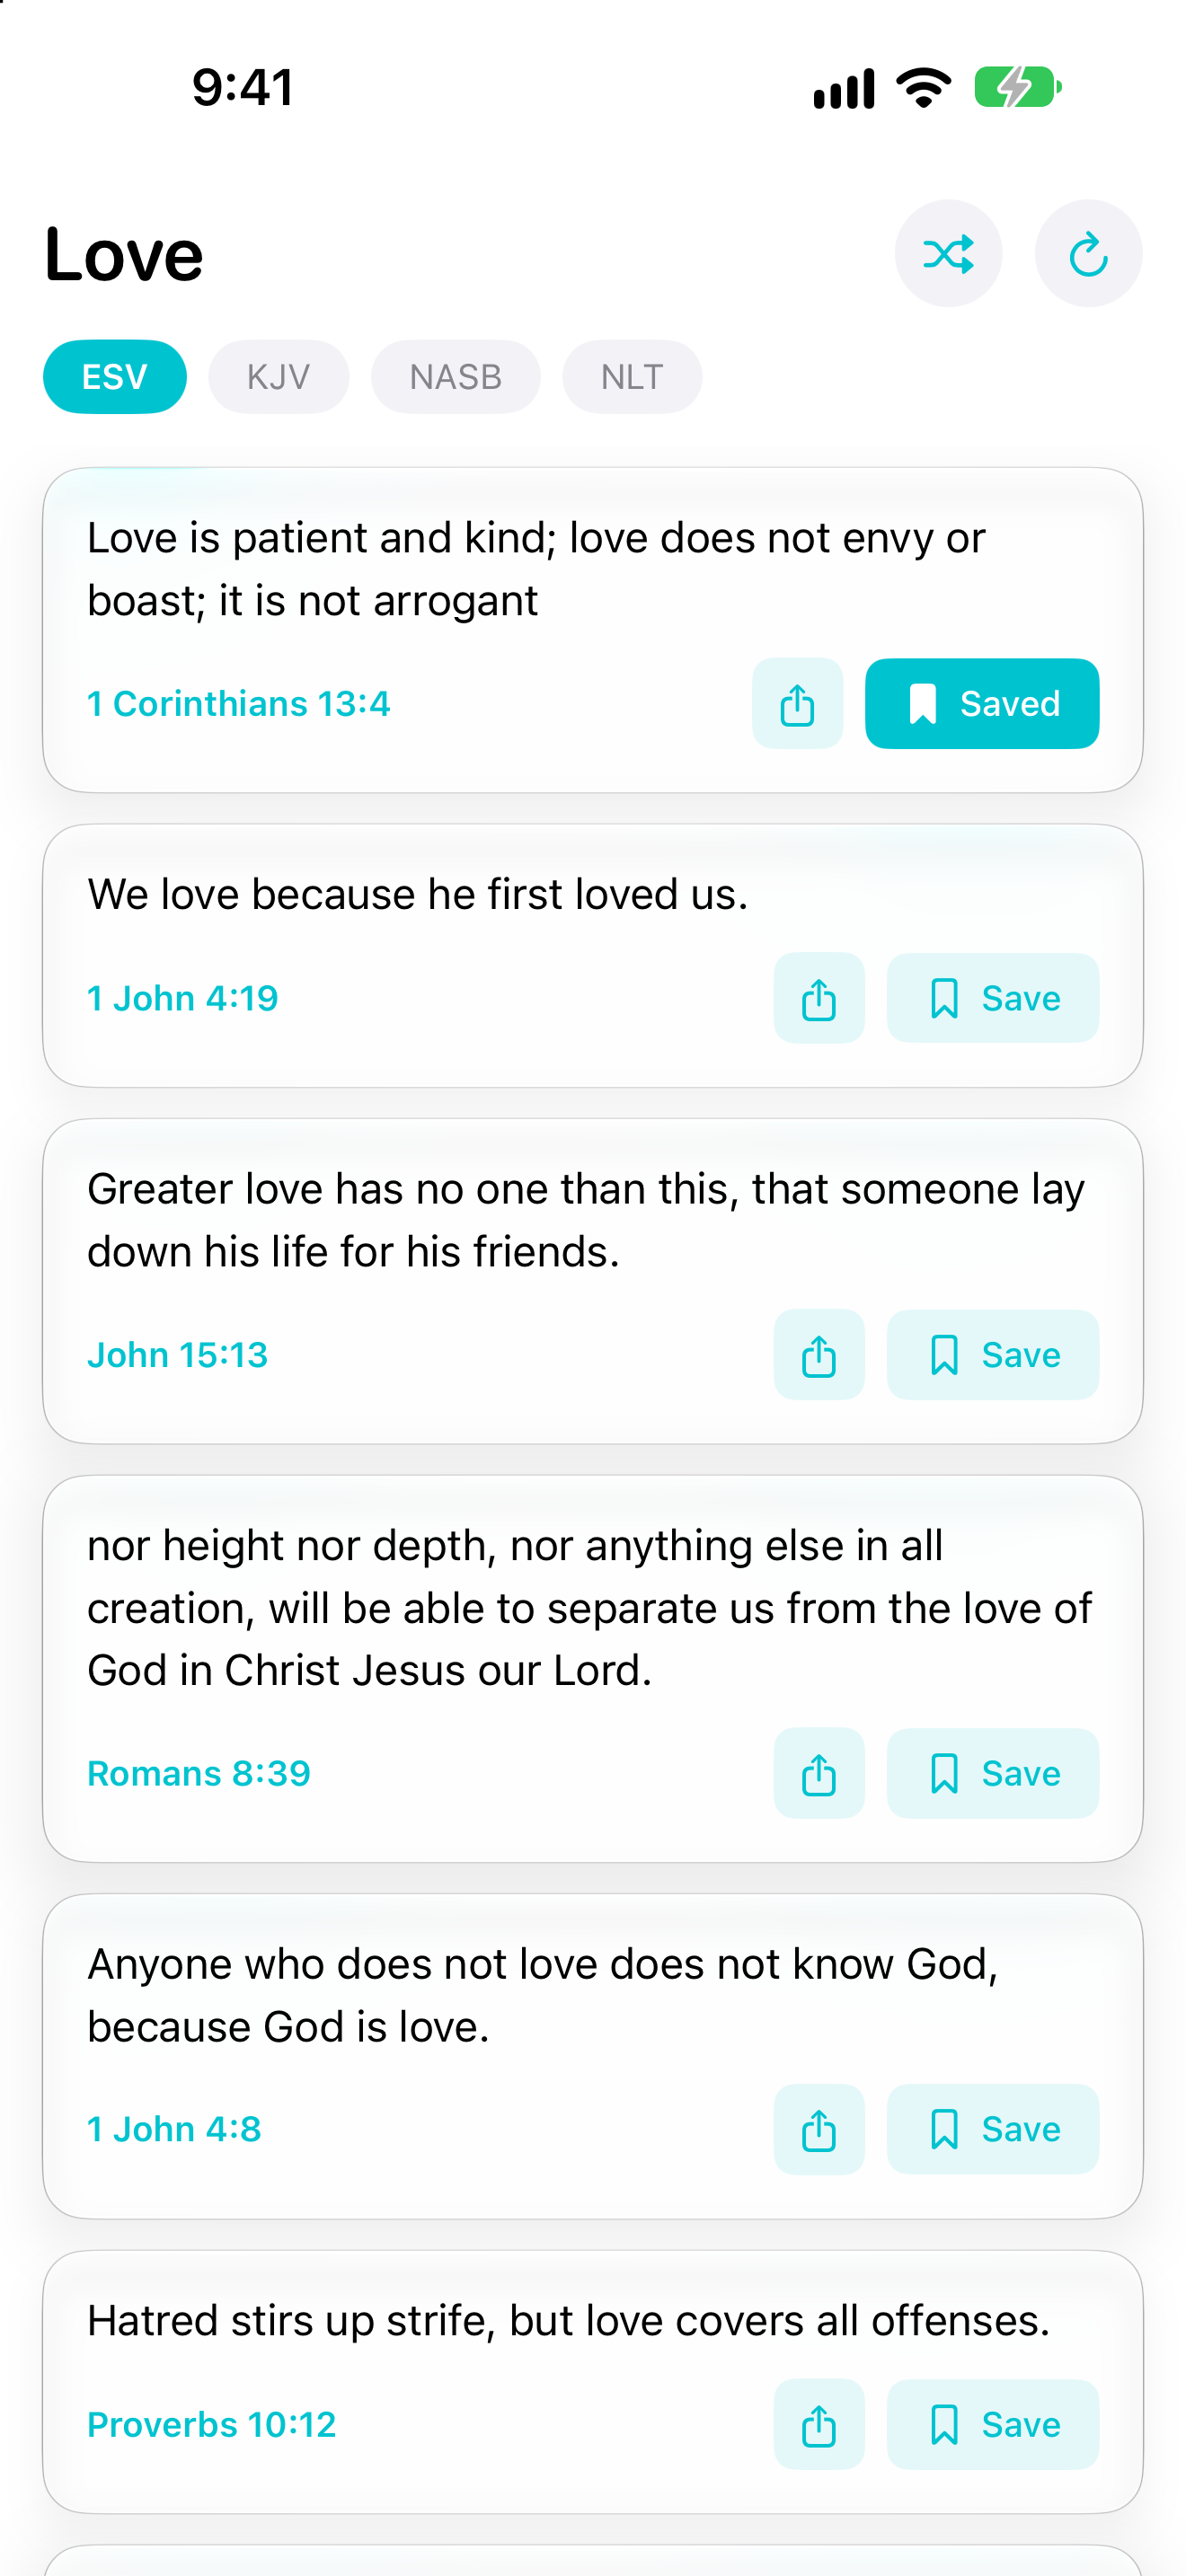 9:41
Love
ESV KJV NASB NLT
Love is patient and kind; love does not envy or
boast; it is not arrogant
1 Corinthians 13:4 Saved
We love because he first loved us.
1 John 4:19 Save
Greater love has no one than this, that someone lay
down his life for his friends.
John 15:13 Save
nor height nor depth, nor anything else in all
creation, will be able to separate us from the love of
God in Christ Jesus our Lord.
Romans 8:39 Save
Anyone who does not love does not know God,
because God is love.
1 John 4:8 Save
Hatred stirs up strife, but love covers all offenses.
Proverbs 10:12 Save